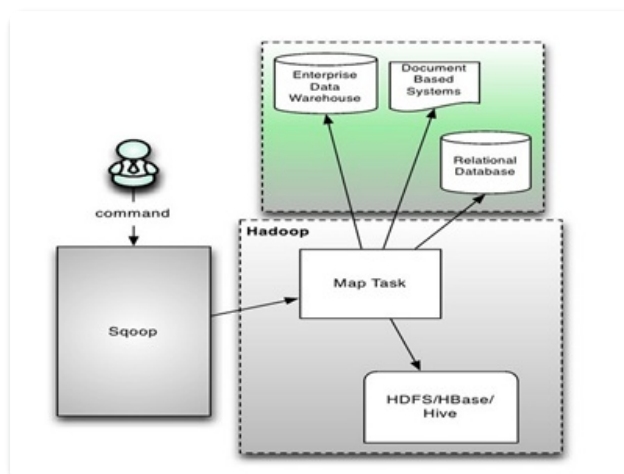 Enterprise
Data
Warehouse
Document
Based
Systems
Relational
Database
command
Hadoop
Map Task
Sqoop
HDFS/HBase/
Hive